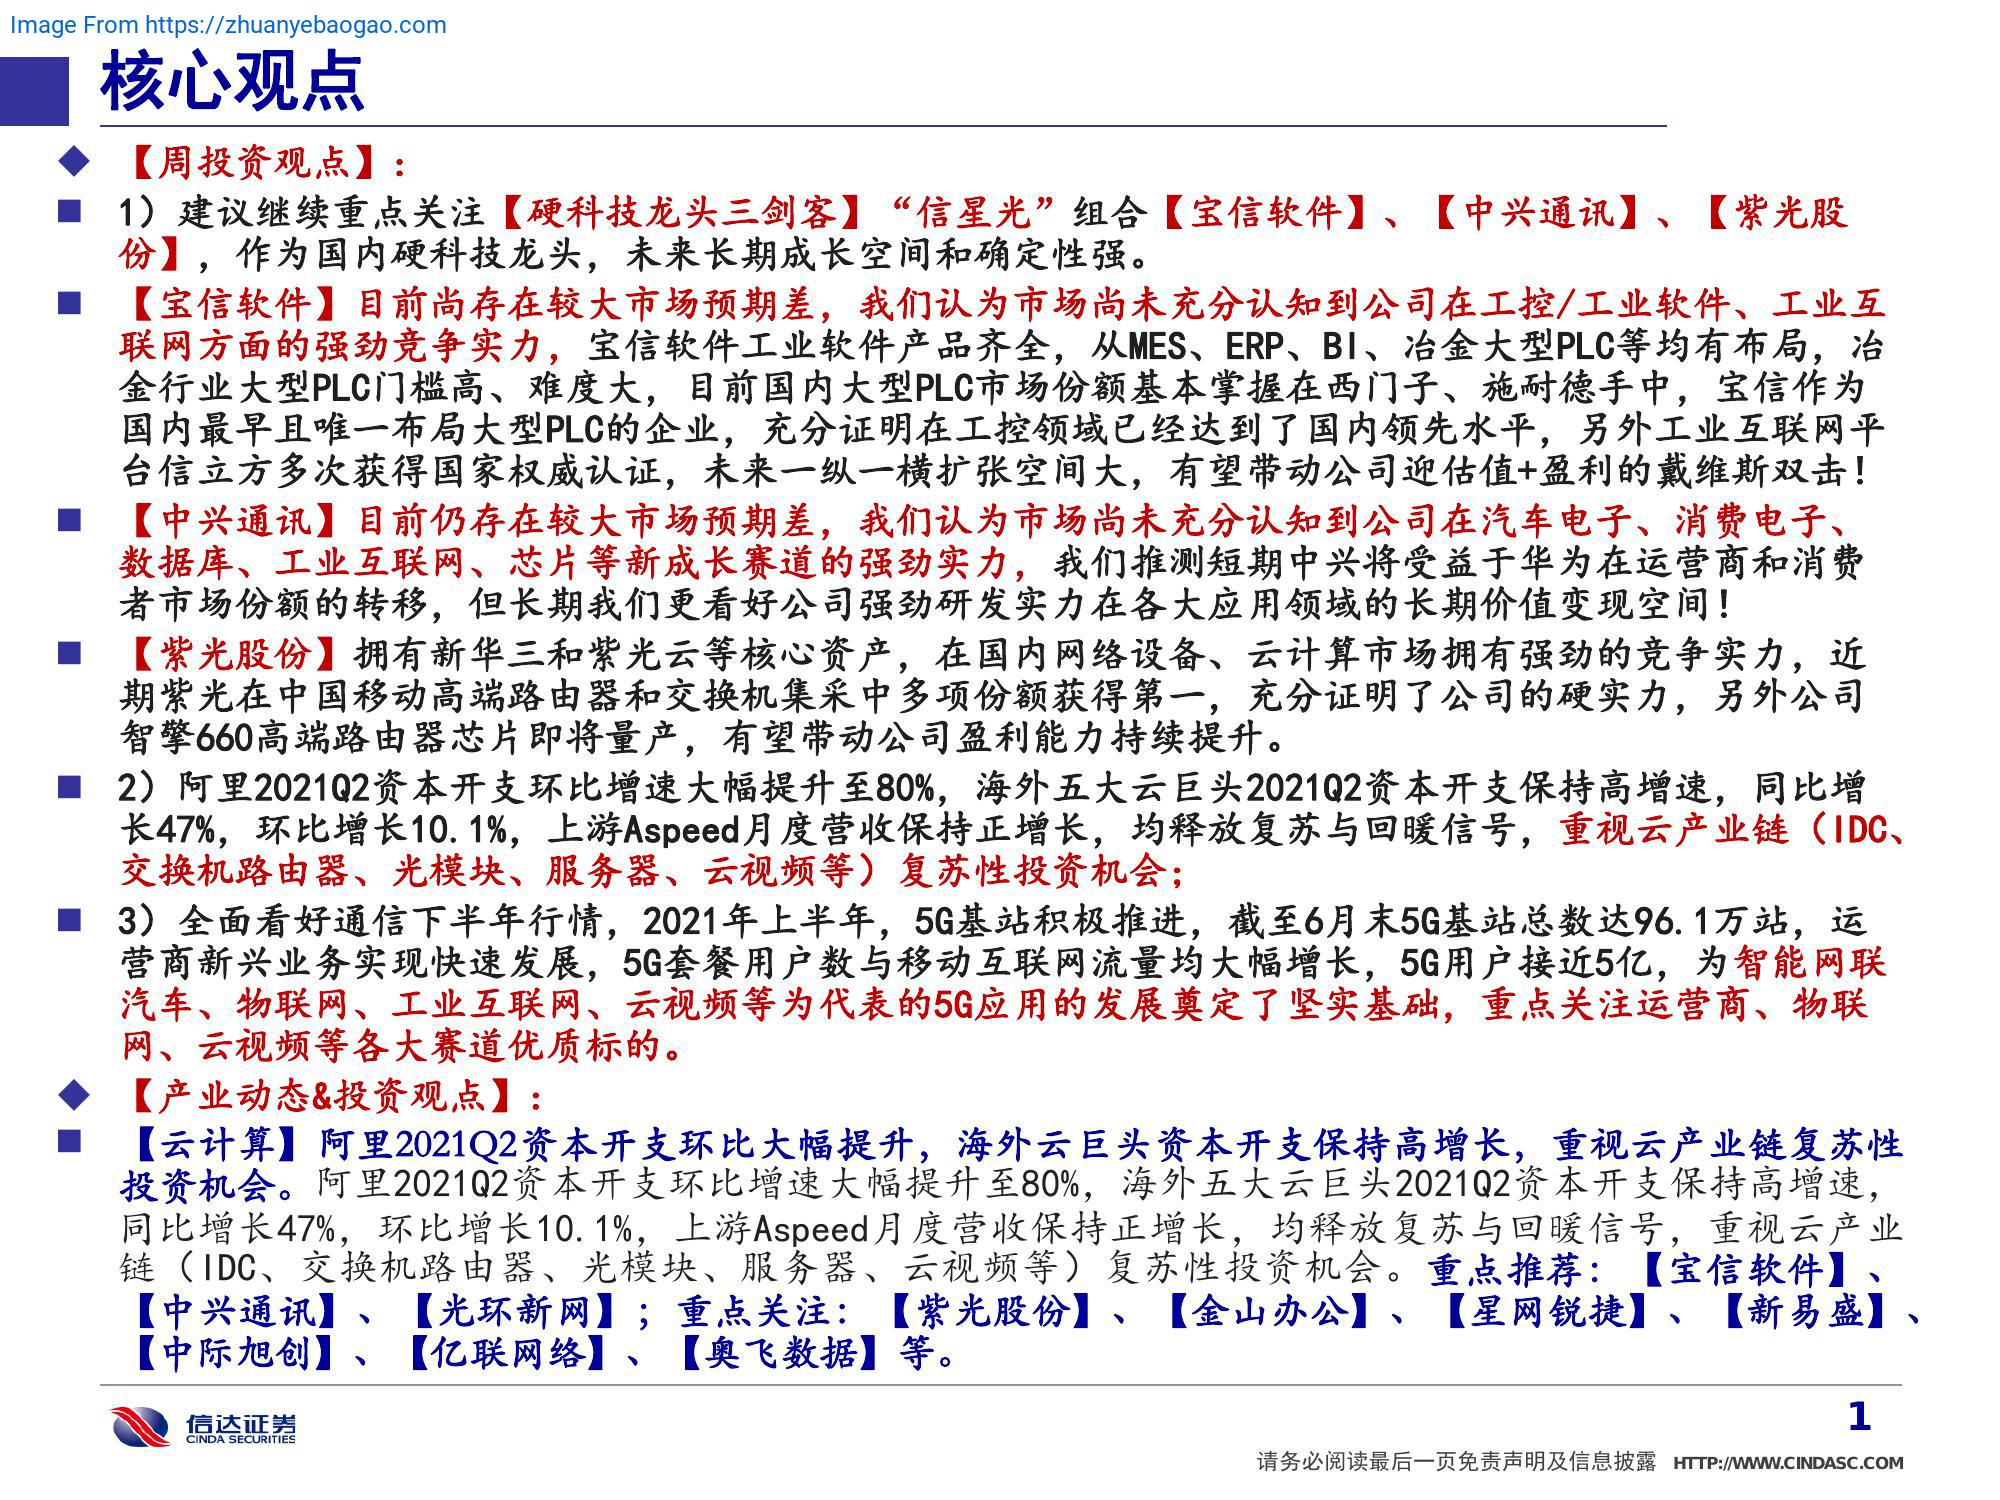 Image From https://zhuanyebaogao.com
核心观点
【周投资观点】：
1）建议继续重点关注【硬科技龙头三剑客】“信星光”组合【宝信软件】、【中兴通讯】、【紫光股
份】，作为国内硬科技龙头，未来长期成长空间和确定性强。
【宝信软件】目前尚存在较大市场预期差，我们认为市场尚未充分认知到公司在工控/工业软件、工业互
联网方面的强劲竞争实力，宝信软件工业软件产品齐全，从MES、ERP、BI、冶金大型PLC等均有布局，冶
金行业大型PLC门槛高、难度大，目前国内大型PLC市场份额基本掌握在西门子、施耐德手中，宝信作为
国内最早且唯一布局大型PLC的企业，充分证明在工控领域已经达到了国内领先水平，另外工业互联网平
台信立方多次获得国家权威认证，未来一纵一横扩张空间大，有望带动公司迎估值+盈利的戴维斯双击！
【中兴通讯】目前仍存在较大市场预期差，我们认为市场尚未充分认知到公司在汽车电子、消费电子、
数据库、工业互联网、芯片等新成长赛道的强劲实力，我们推测短期中兴将受益于华为在运营商和消费
者市场份额的转移，但长期我们更看好公司强劲研发实力在各大应用领域的长期价值变现空间！
【紫光股份】拥有新华三和紫光云等核心资产，在国内网络设备、云计算市场拥有强劲的竞争实力，近
期紫光在中国移动高端路由器和交换机集采中多项份额获得第一，充分证明了公司的硬实力，另外公司
智擎660高端路由器芯片即将量产，有望带动公司盈利能力持续提升。
2）阿里2021Q2资本开支环比增速大幅提升至80%，海外五大云巨头2021Q2资本开支保持高增速，同比增
长47%，环比增长10.1%，上游Aspeed月度营收保持正增长，均释放复苏与回暖信号，重视云产业链（IDC、
交换机路由器、光模块、服务器、云视频等）复苏性投资机会；
3）全面看好通信下半年行情，2021年上半年，5G基站积极推进，截至6月末5G基站总数达96.1万站，运
营商新兴业务实现快速发展，5G套餐用户数与移动互联网流量均大幅增长，5G用户接近5亿，为智能网联
汽车、物联网、工业互联网、云视频等为代表的5G应用的发展奠定了坚实基础，重点关注运营商、物联
网、云视频等各大赛道优质标的。
【产业动态&投资观点】：
【云计算】阿里2021Q2资本开支环比大幅提升，海外云巨头资本开支保持高增长，重视云产业链复苏性
投资机会。阿里2021Q2资本开支环比增速大幅提升至80%，海外五大云巨头2021Q2资本开支保持高增速，
同比增长47%，环比增长10.1%，上游Aspeed月度营收保持正增长，均释放复苏与回暖信号，重视云产业
链（IDC、交换机路由器、光模块、服务器、云视频等）复苏性投资机会。重点推荐：【宝信软件】、
【中兴通讯】、【光环新网】；重点关注：【紫光股份】、【金山办公】、【星网锐捷】、【新易盛】、
【中际旭创】、【亿联网络】、【奥飞数据】等。
信达证券
CINDA SECURITIES
1
请务必阅读最后一页免责声明及信息披露 HTTP://WWW.CINDASC.COM